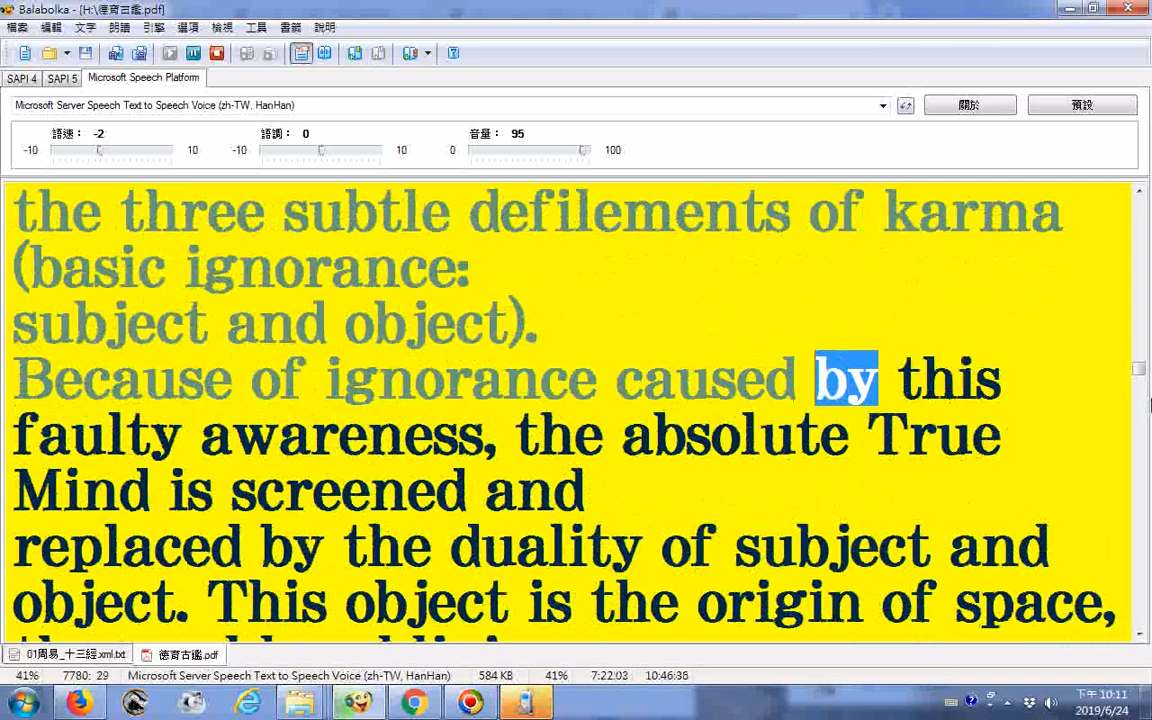 Balabolka - [H:\德育古鑑.pdf]
檔案 編輯 文字 朗讀 引擎 選項 檢視 工具 書籤 說明
SAPI 4 SAPI 5 Microsoft Speech Platform
Microsoft Server Speech Text to Speech Voice (zh-TW, HanHan) 關於 預設
語速： -2 語調： 0 音量： 95
-10 10 -10 10 0 100
the three subtle defilements of karma
(basic ignorance:
subject and object).
Because of ignorance caused by this
faulty awareness, the absolute True
Mind is screened and
replaced by the duality of subject and
object. This object is the origin of space,
01周易_十三經.xml.txt 德育古鑑.pdf
41% 7780: 29 Microsoft Server Speech Text to Speech Voice (zh-TW, HanHan) 584 KB 41% 7:22:03 10:46:38
下午 10:11
2019/6/24